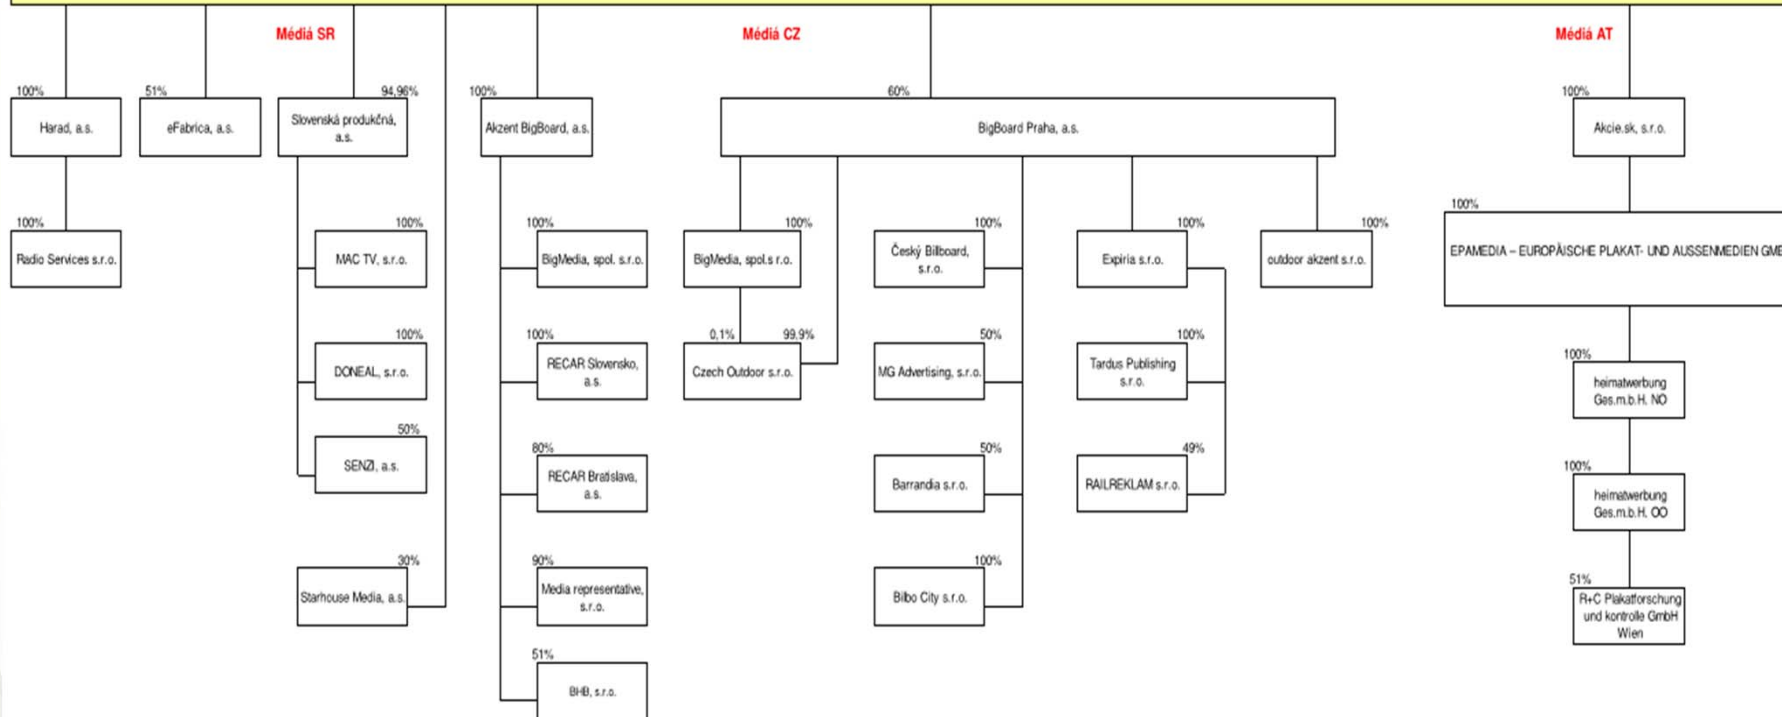 Médiá SR
Médiá CZ
Médiá AT
100%
51%
94,96%
100%
60%
100%
Harad, a.s.
eFabrica, a.s.
Slovenská produkčná,
a.s.
Akzent BigBoard, a.s.
BigBoard Praha, a.s.
Akcie.sk, s.r.o.
100%
100%
100%
100%
100%
100%
100%
100%
Radio Services s.r.o.
MAC TV, s.r.o.
BigMedia, spol. s.r.o.
BigMedia, spol.s r.o.
Český Billboard,
s.r.o.
Expiria s.r.o.
outdoor akzent s.r.o.
EPAMEDIA – EUROPÄISCHE PLAKAT- UND AUSSENMEDIEN
100%
100%
0,1%
99.9%
50%
100%
100%
DONEAL, s.r.o.
RECAR Slovensko,
a.s.
Czech Outdoor s.r.o.
MG Advertising, s.r.o.
Tardus Publishing
s.r.o.
heimatwerbung
Ges.m.b.H. NO
50%
80%
50%
49%
100%
SENZI, a.s.
RECAR Bratislava,
a.s.
Barrandia s.r.o.
RAILREKLAM s.r.o.
heimatwerbung
Ges.m.b.H. OO
30%
90%
100%
51%
Starhouse Media, a.s.
Media representative,
s.r.o.
Bilbo City s.r.o.
R+C Plakatforschung
und kontrolle GmbH
Wien
51%
BHB, s.r.o.